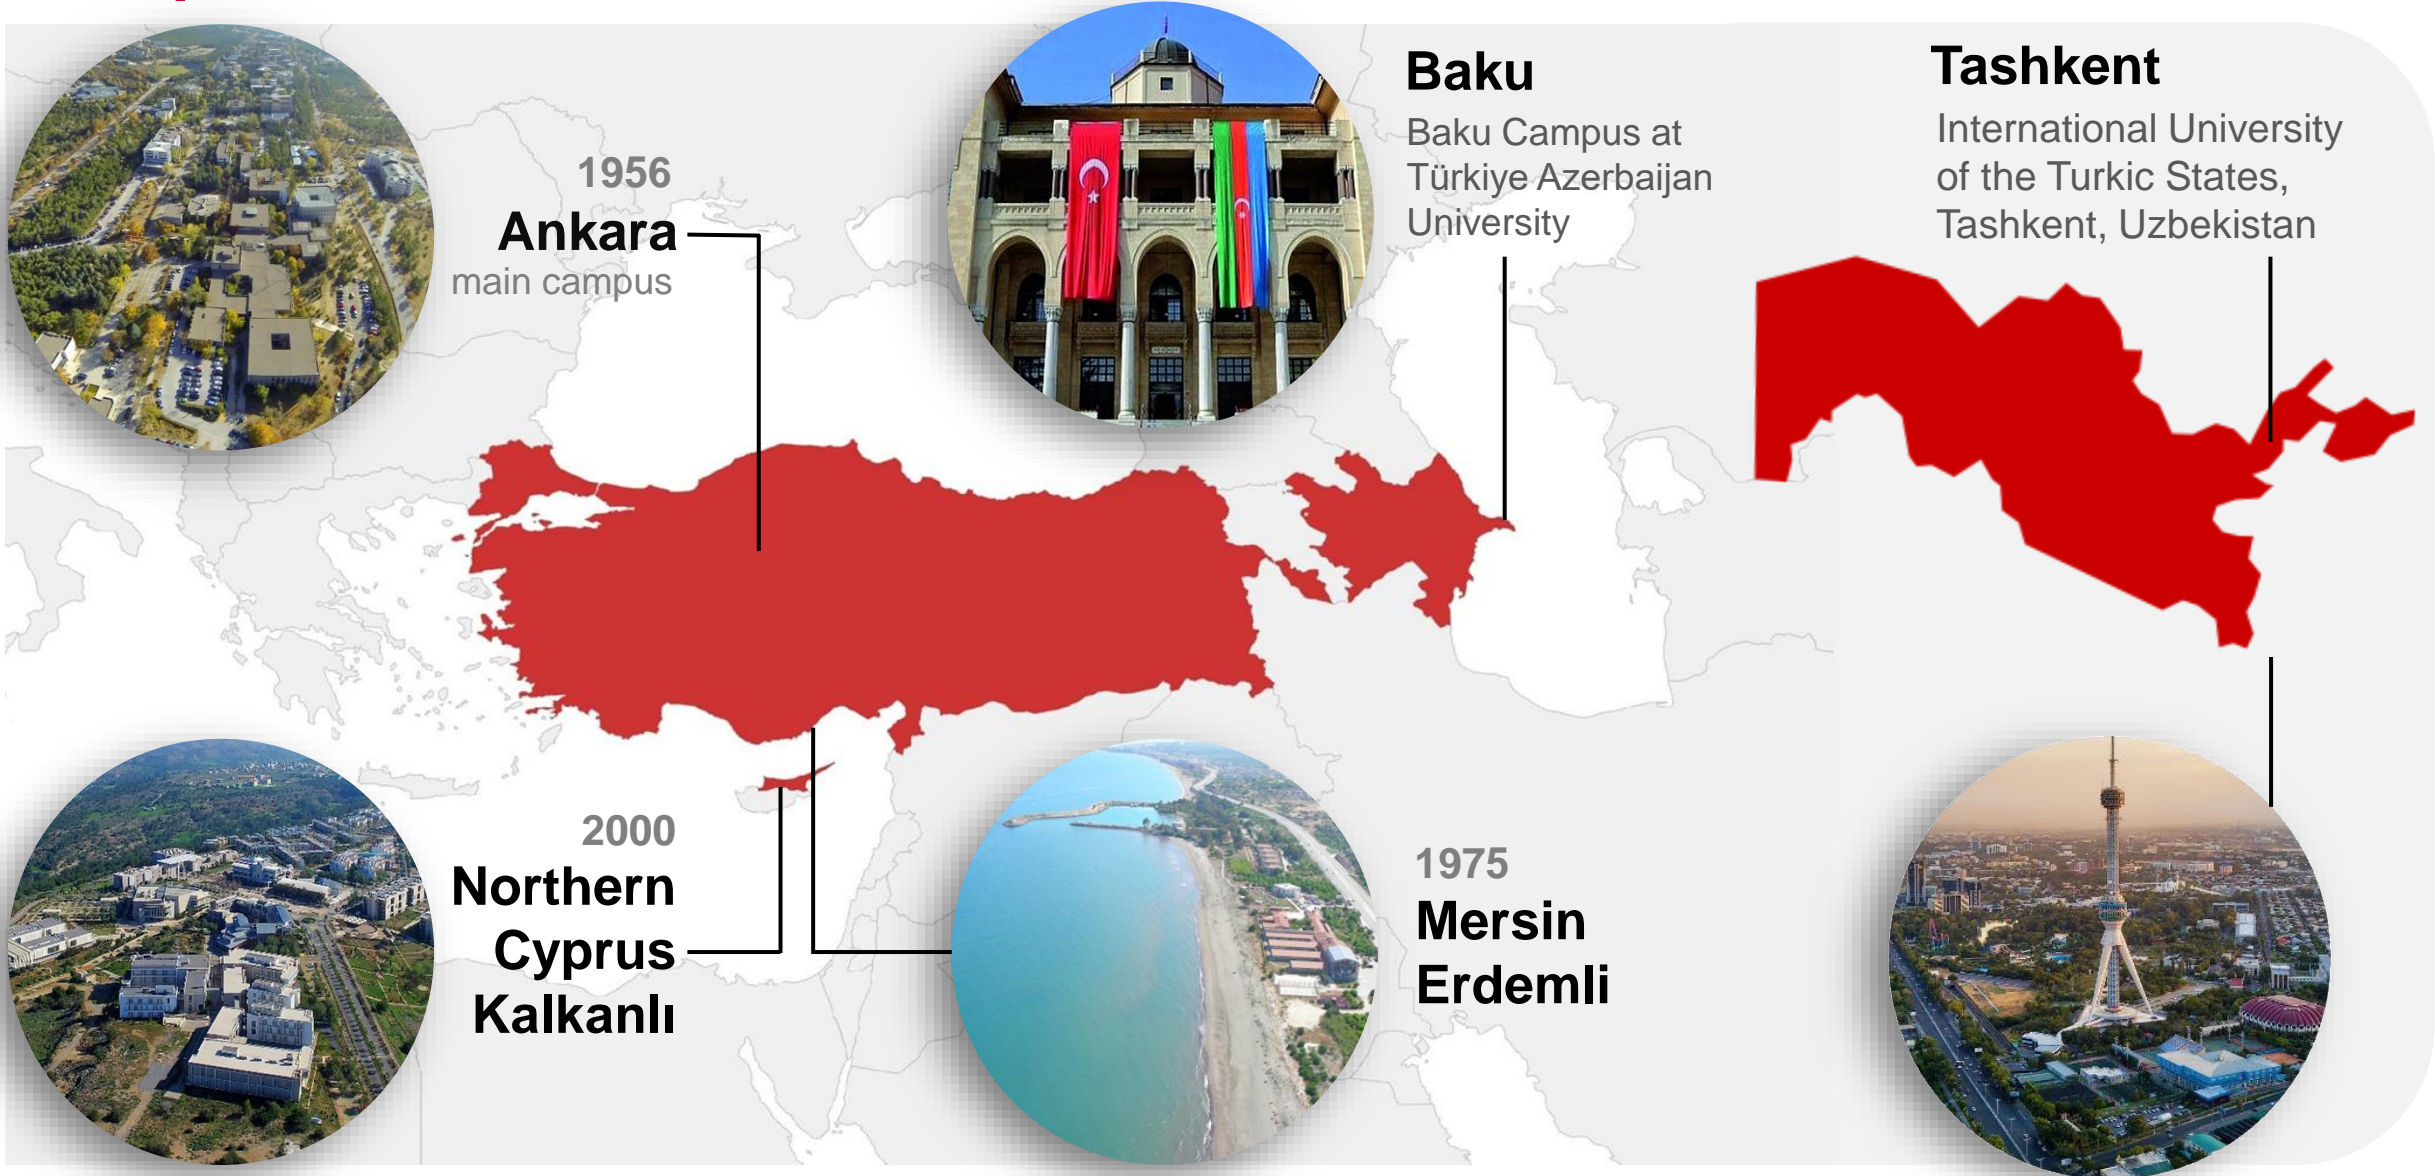 1956
Ankara
main campus
Baku
Baku Campus at
Türkiye Azerbaijan
University
Tashkent
International University
of the Turkic States,
Tashkent, Uzbekistan
2000
Northern
Cyprus
Kalkanlı
1975
Mersin
Erdemli